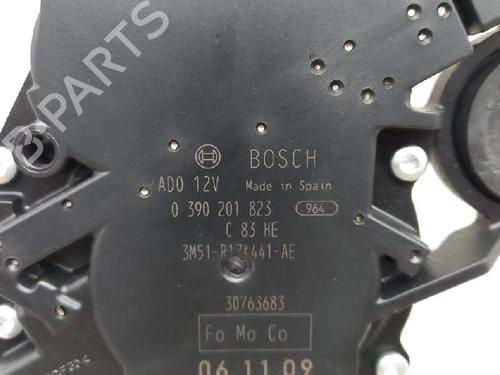 BOSCH
ADO 12V Made in Spain
0 390 201 823 964
C 83 HE
3M51-R17K441-AE
30763683
Fo Mo Co
06.11.09
B-PARTS